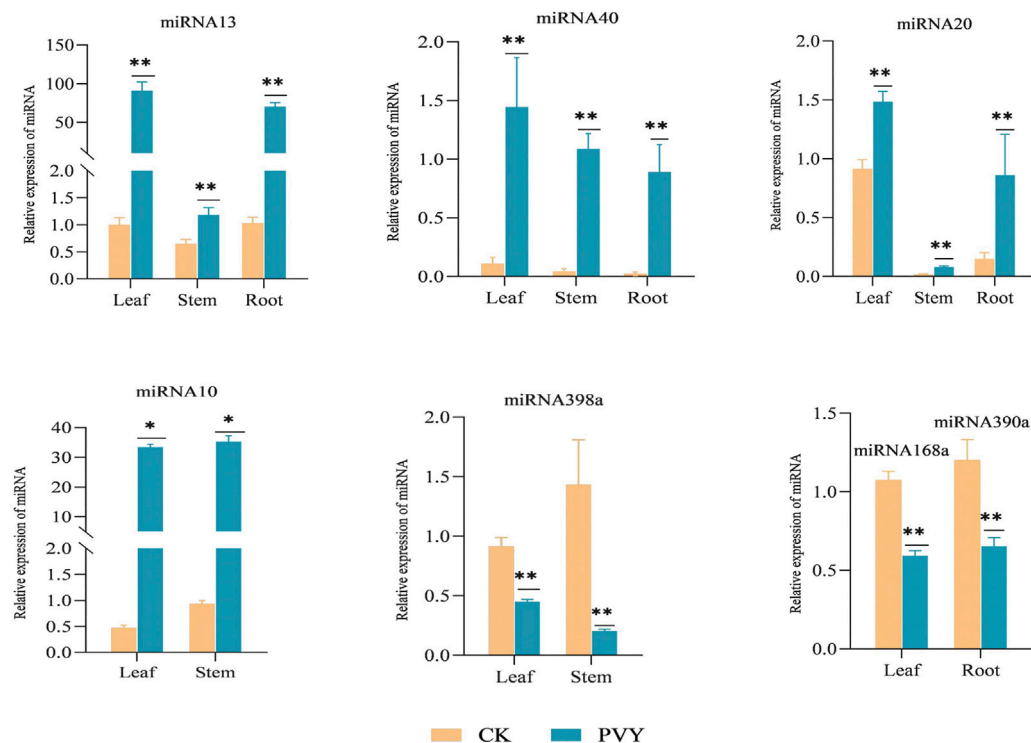 miRNA13
Relative expression of miRNA
150
100
50
2.0
1.5
1.0
0.5
0.0
** ** **
Leaf Stem Root
miRNA40
Relative expression of miRNA
2.0
1.5
1.0
0.5
0.0
** ** **
Leaf Stem Root
miRNA20
Relative expression of miRNA
2.0
1.5
1.0
0.5
0.0
** ** **
Leaf Stem Root
miRNA10
Relative expression of miRNA
40
30
20
10
2.0
1.5
1.0
0.5
0.0
* *
Leaf Stem
miRNA398a
Relative expression of miRNA
2.0
1.5
1.0
0.5
0.0
** **
Leaf Stem
miRNA390a
miRNA168a
Relative expression of miRNA
1.5
1.0
0.5
0.0
** **
Leaf Root
CK PVY